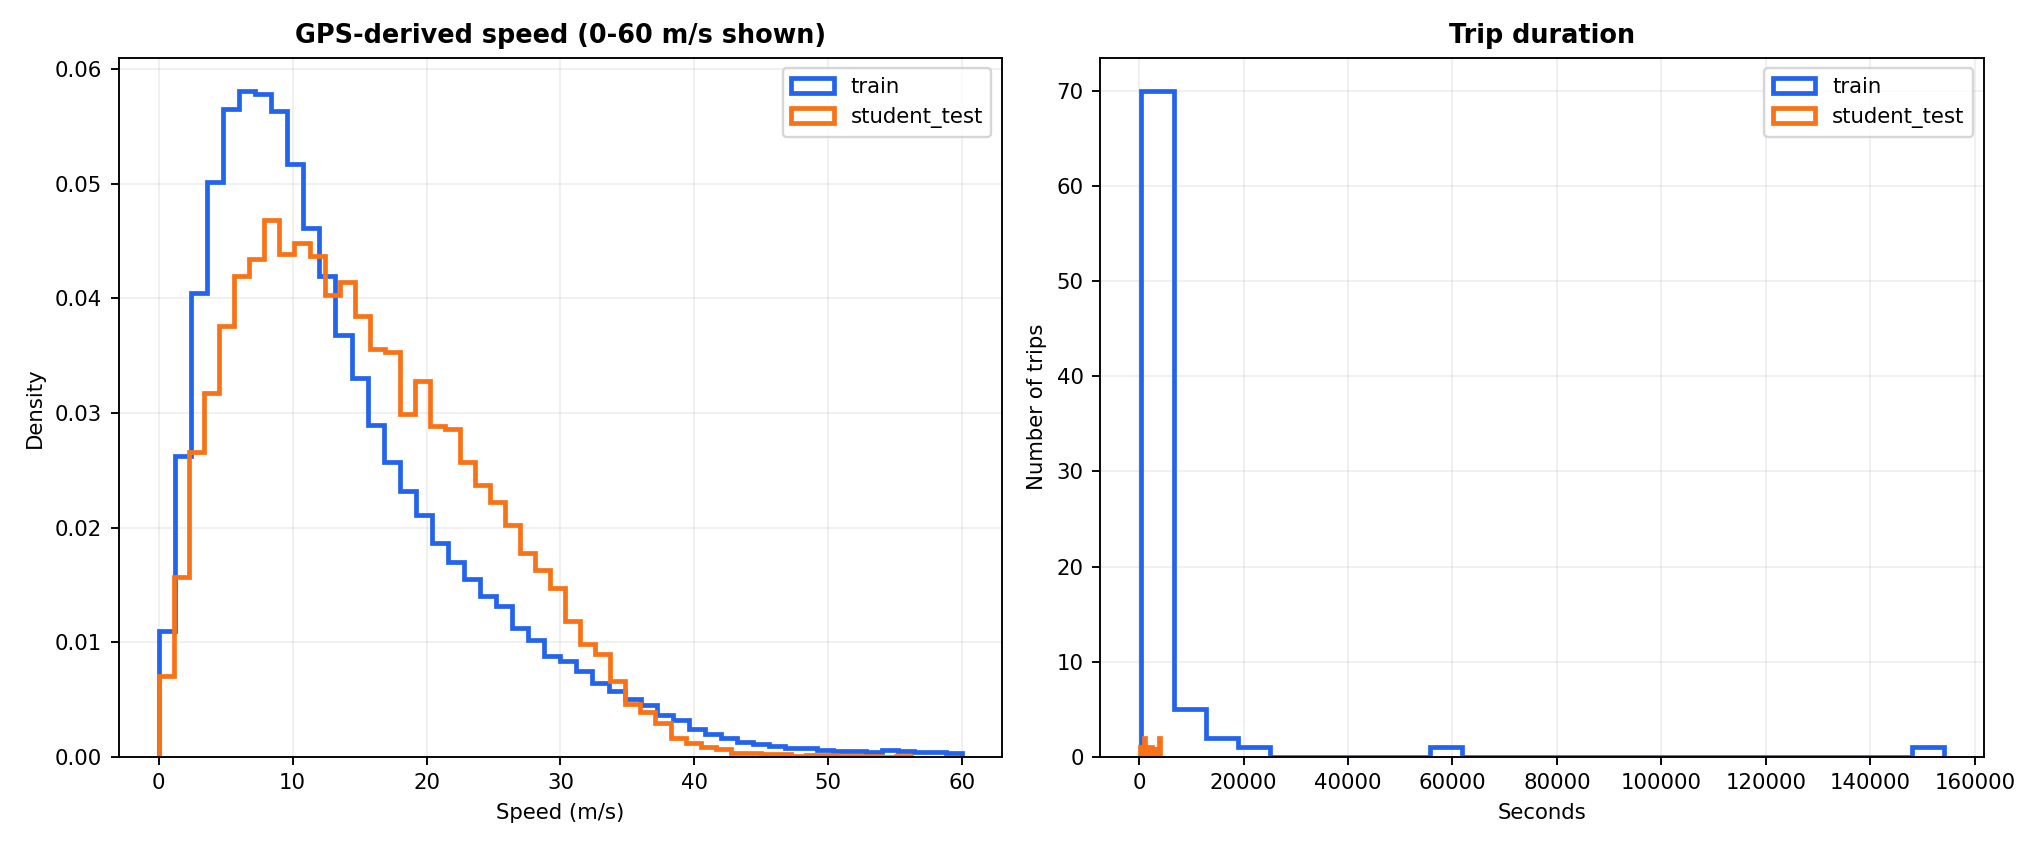 GPS-derived speed (0-60 m/s shown)
train
student_test
0.06
0.05
0.04
0.03
0.02
0.01
0.00
Density
0 10 20 30 40 50 60
Speed (m/s)
Trip duration
train
student_test
70
60
50
40
30
20
10
0
Number of trips
0 20000 40000 60000 80000 100000 120000 140000 160000
Seconds